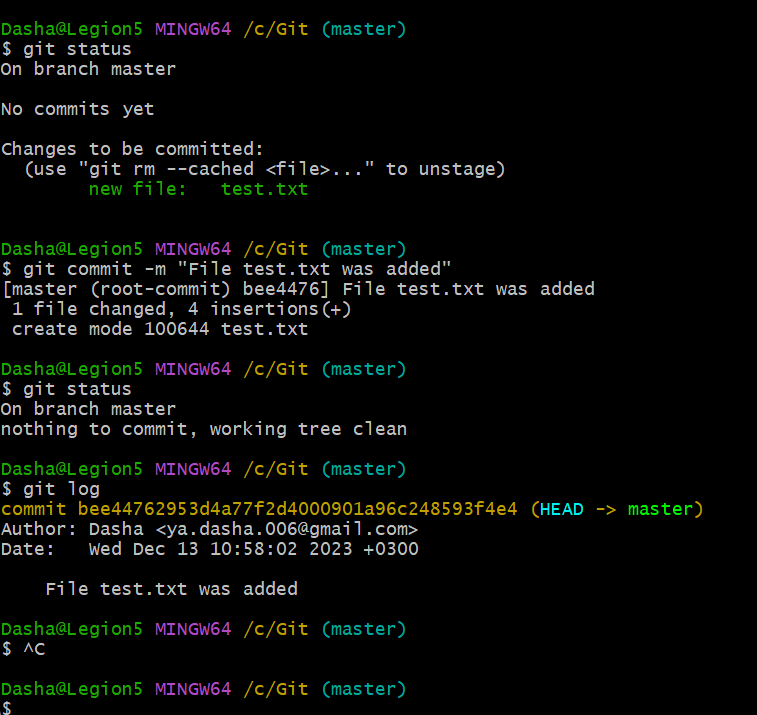 Dasha@Legion5 MINGW64 /c/Git (master)
$ git status
On branch master
No commits yet
Changes to be committed:
  (use "git rm --cached <file>..." to unstage)
        new file:   test.txt
Dasha@Legion5 MINGW64 /c/Git (master)
$ git commit -m "File test.txt was added"
[master (root-commit) bee4476] File test.txt was added
 1 file changed, 4 insertions(+)
 create mode 100644 test.txt
Dasha@Legion5 MINGW64 /c/Git (master)
$ git status
On branch master
nothing to commit, working tree clean
Dasha@Legion5 MINGW64 /c/Git (master)
$ git log
commit bee44762953d4a77f2d4000901a96c248593f4e4 (HEAD -> master)
Author: Dasha <ya.dasha.006@gmail.com>
Date:   Wed Dec 13 10:58:02 2023 +0300
    File test.txt was added
Dasha@Legion5 MINGW64 /c/Git (master)
$ ^C
Dasha@Legion5 MINGW64 /c/Git (master)
$